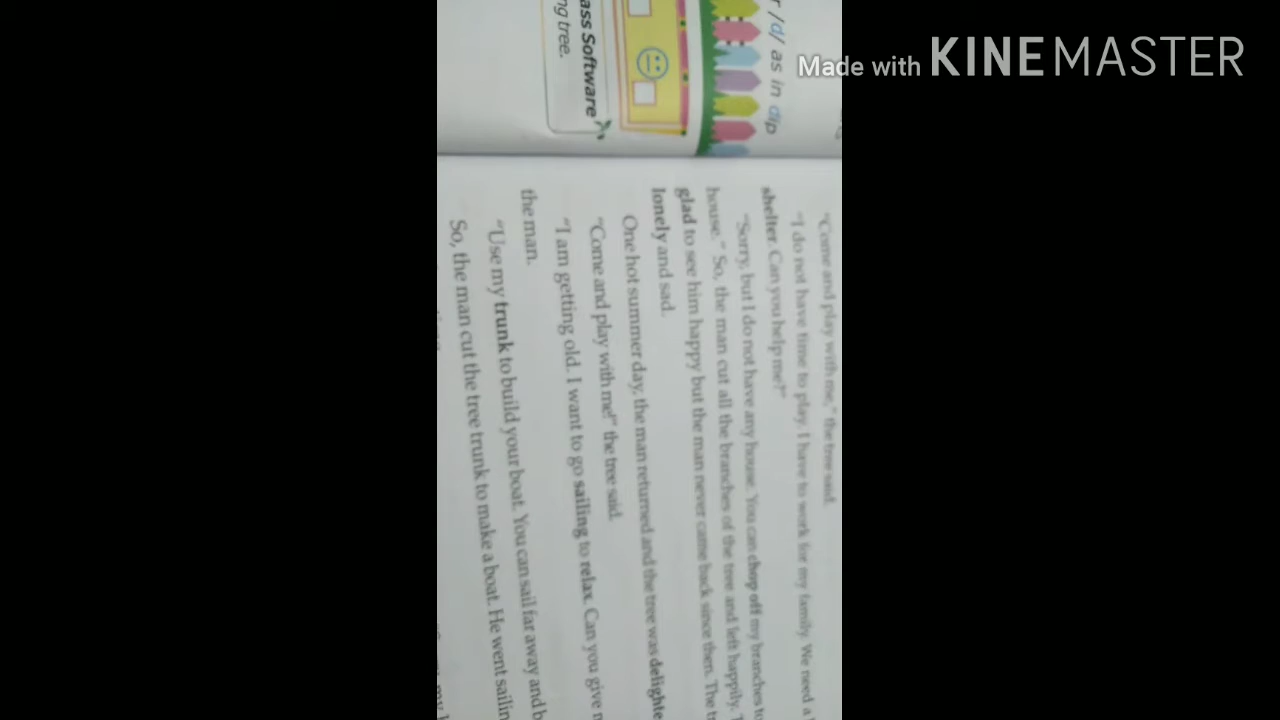 Made with KINEMASTER
r /d/ as in dip
ass Software
ng tree.
"Come and play with me," the tree said.
"I do not have time to play. I have to work for my family. We need a
shelter. Can you help me?"
"Sorry, but I do not have any house. You can chop off my branches to
house." So, the man cut all the branches of the tree and left happily.
glad to see him happy but the man never came back since then. The
lonely and sad.
One hot summer day, the man returned and the tree was delighte
"Come and play with me!" the tree said.
"I am getting old. I want to go sailing to relax. Can you give
the man.
"Use my trunk to build your boat. You can sail far away and
So, the man cut the tree trunk to make a boat. He went sailin